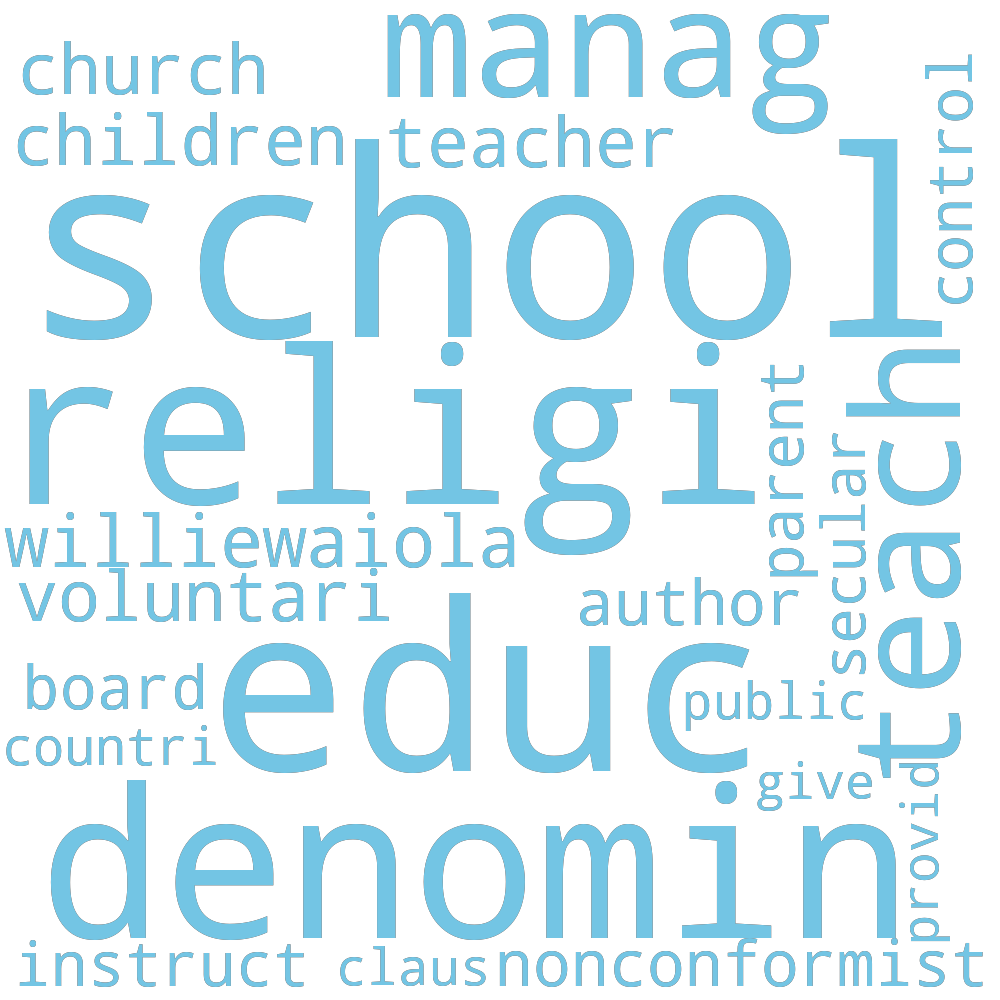 manag
church
control
children
teacher
school
religi
teach
parent
secular
williewaiola
voluntari
author
educ
board
public
countri
give
provid
denomin
instruct
claus
nonconformist